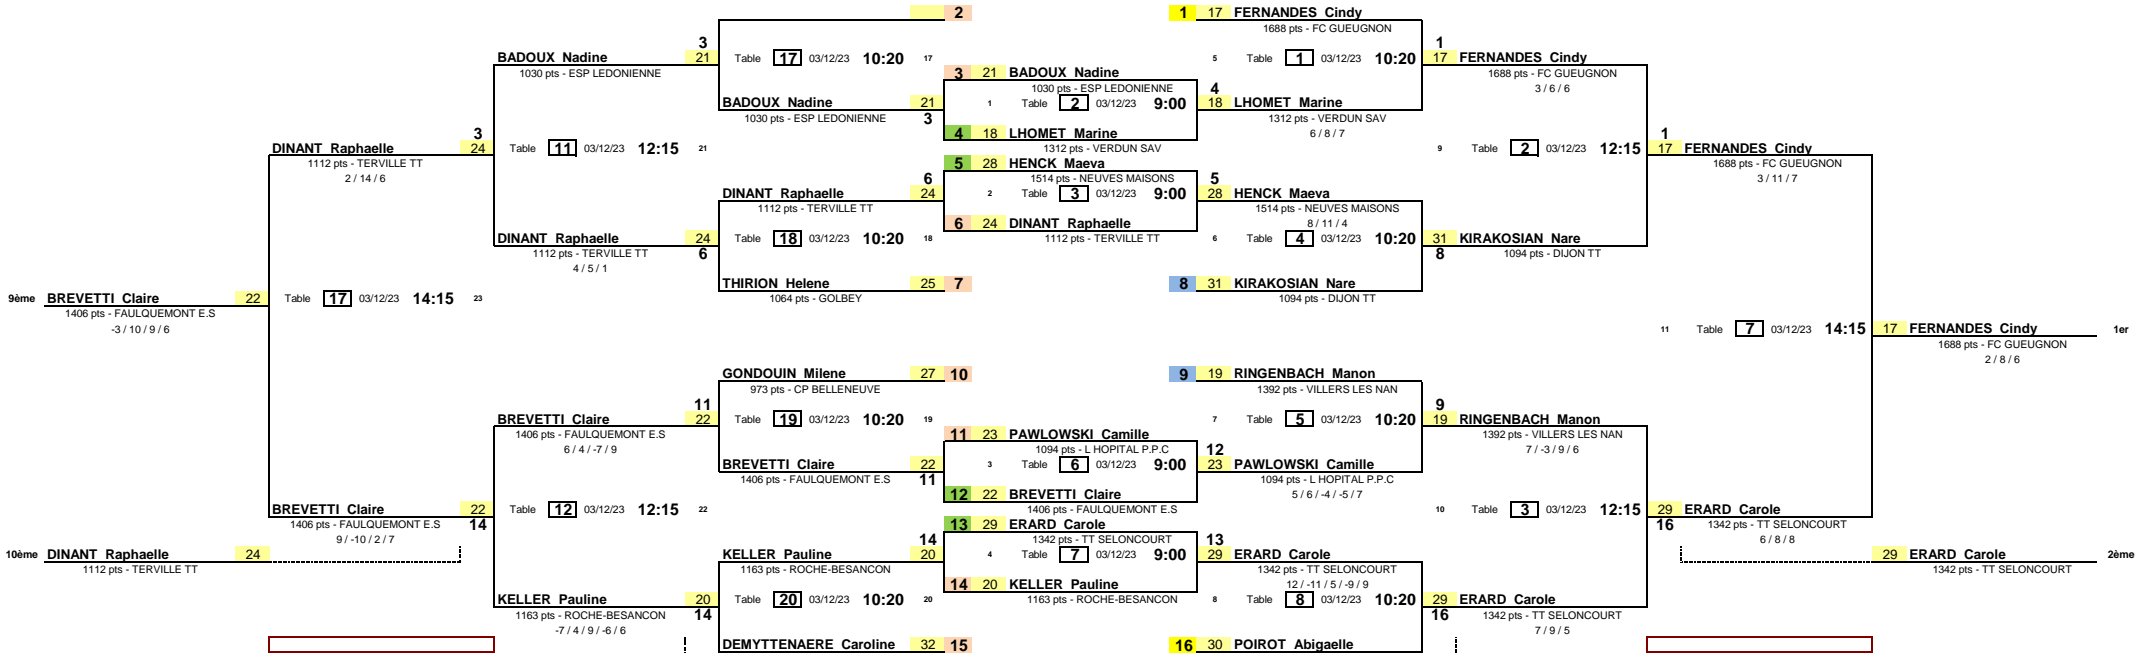 2
1 17 FERNANDES Cindy
1688 pts - FC GUEUGNON
3 1
BADOUX Nadine 21 Table 17 03/12/23 10:20 17 5 Table 1 03/12/23 10:20 17 FERNANDES Cindy
1030 pts - ESP LEDONIENNE 3 21 BADOUX Nadine 1688 pts - FC GUEUGNON
1030 pts - ESP LEDONIENNE 4 3 / 6 / 6
BADOUX Nadine 21 1 Table 2 03/12/23 9:00 18 LHOMET Marine
1030 pts - ESP LEDONIENNE 3 1312 pts - VERDUN SAV
3 4 18 LHOMET Marine 6 / 8 / 7 1
DINANT Raphaelle 24 Table 11 03/12/23 12:15 21 1312 pts - VERDUN SAV 9 Table 2 03/12/23 12:15 17 FERNANDES Cindy
1112 pts - TERVILLE TT 5 28 HENCK Maeva 1688 pts - FC GUEUGNON
2 / 14 / 6 6 1514 pts - NEUVES MAISONS 5 3 / 11 / 7
DINANT Raphaelle 24 2 Table 3 03/12/23 9:00 28 HENCK Maeva
1112 pts - TERVILLE TT 1514 pts - NEUVES MAISONS
6 24 DINANT Raphaelle 8 / 11 / 4
DINANT Raphaelle 24 Table 18 03/12/23 10:20 18 1112 pts - TERVILLE TT 6 Table 4 03/12/23 10:20 31 KIRAKOSIAN Nare
1112 pts - TERVILLE TT 6 8 1094 pts - DIJON TT
4 / 5 / 1
THIRION Helene 25 7 8 31 KIRAKOSIAN Nare
9ème BREVETTI Claire 22 Table 17 03/12/23 14:15 23 1064 pts - GOLBEY 1094 pts - DIJON TT
1406 pts - FAULQUEMONT E.S
-3 / 10 / 9 / 6 11 Table 7 03/12/23 14:15 17 FERNANDES Cindy 1er
1688 pts - FC GUEUGNON
2 / 8 / 6
GONDOUIN Milene 27 10 9 19 RINGENBACH Manon
973 pts - CP BELLENEUVE 1392 pts - VILLERS LES NAN
11 9
BREVETTI Claire 22 Table 19 03/12/23 10:20 19 7 Table 5 03/12/23 10:20 19 RINGENBACH Manon
1406 pts - FAULQUEMONT E.S 11 23 PAWLOWSKI Camille 1392 pts - VILLERS LES NAN
6 / 4 / -7 / 9 1094 pts - L HOPITAL P.P.C 12 7 / -3 / 9 / 6
BREVETTI Claire 22 3 Table 6 03/12/23 9:00 23 PAWLOWSKI Camille
1406 pts - FAULQUEMONT E.S 11 1094 pts - L HOPITAL P.P.C
12 22 BREVETTI Claire 5 / 6 / -4 / -5 / 7
BREVETTI Claire 22 Table 12 03/12/23 12:15 22 1406 pts - FAULQUEMONT E.S 10 Table 3 03/12/23 12:15 29 ERARD Carole
1406 pts - FAULQUEMONT E.S 14 13 29 ERARD Carole 16 1342 pts - TT SELONCOURT
9 / -10 / 2 / 7 14 1342 pts - TT SELONCOURT 13 6 / 8 / 8
10ème DINANT Raphaelle 24 KELLER Pauline 20 4 Table 7 03/12/23 9:00 29 ERARD Carole 29 ERARD Carole 2ème
1112 pts - TERVILLE TT 1163 pts - ROCHE-BESANCON 1342 pts - TT SELONCOURT 1342 pts - TT SELONCOURT
14 20 KELLER Pauline 12 / -11 / 5 / -9 / 9
KELLER Pauline 20 Table 20 03/12/23 10:20 20 1163 pts - ROCHE-BESANCON 8 Table 8 03/12/23 10:20 29 ERARD Carole
1163 pts - ROCHE-BESANCON 14 16 1342 pts - TT SELONCOURT
-7 / 4 / 9 / -6 / 6 7 / 9 / 5
DEMYTTENAERE Caroline 32 15 16 30 POIROT Abigaelle